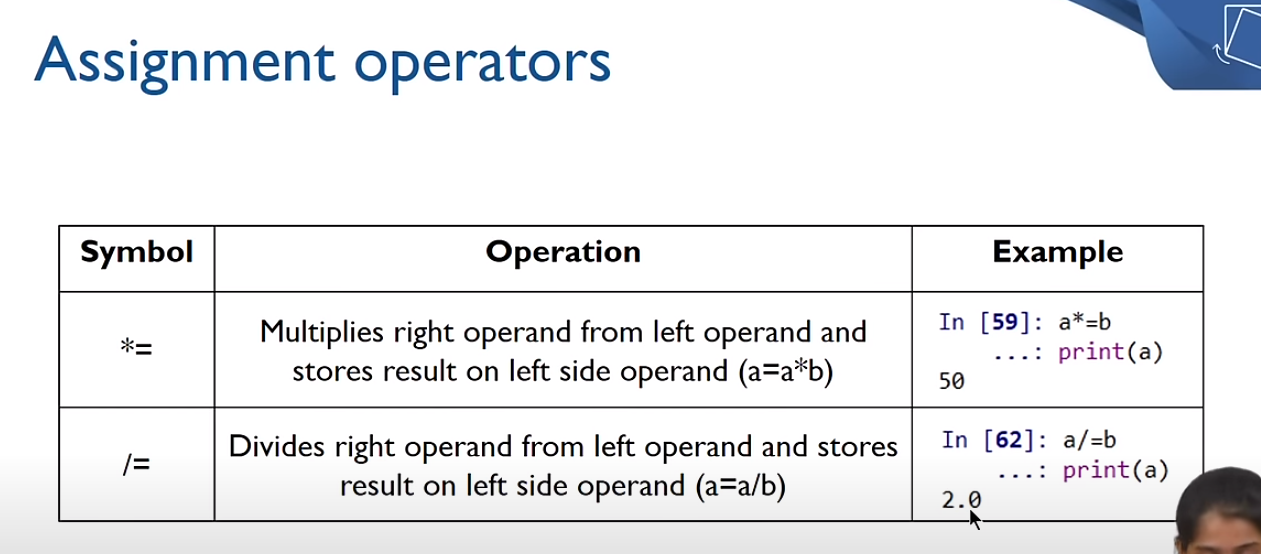 Assignment operators
Symbol
Operation
Example
*=
Multiplies right operand from left operand and
stores result on left side operand (a=a*b)
In [59]: a*=b
...: print(a)
50
/=
Divides right operand from left operand and stores
result on left side operand (a=a/b)
In [62]: a/=b
...: print(a)
2.0